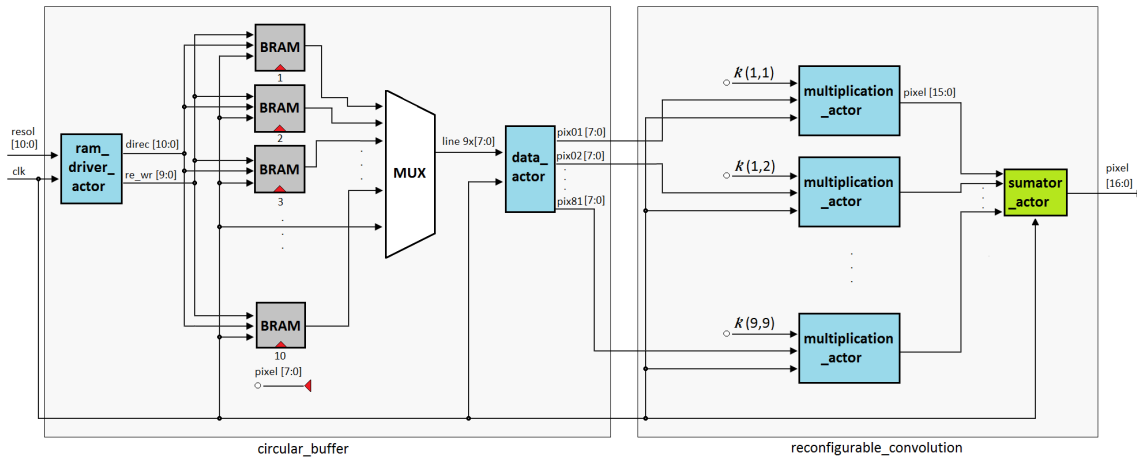 resol
[10:0]
clk
ram_
driver_
actor
direc [10:0]
re_wr [9:0]
BRAM
1
BRAM
2
BRAM
3
BRAM
10
pixel [7:0]
MUX
line 9x[7:0]
data_
actor
pix01 [7:0]
pix02 [7:0]
pix81 [7:0]
circular_buffer
k (1,1)
multiplication
_actor
pixel [15:0]
k (1,2)
multiplication
_actor
k (9,9)
multiplication
_actor
sumator
_actor
pixel
[16:0]
reconfigurable_convolution